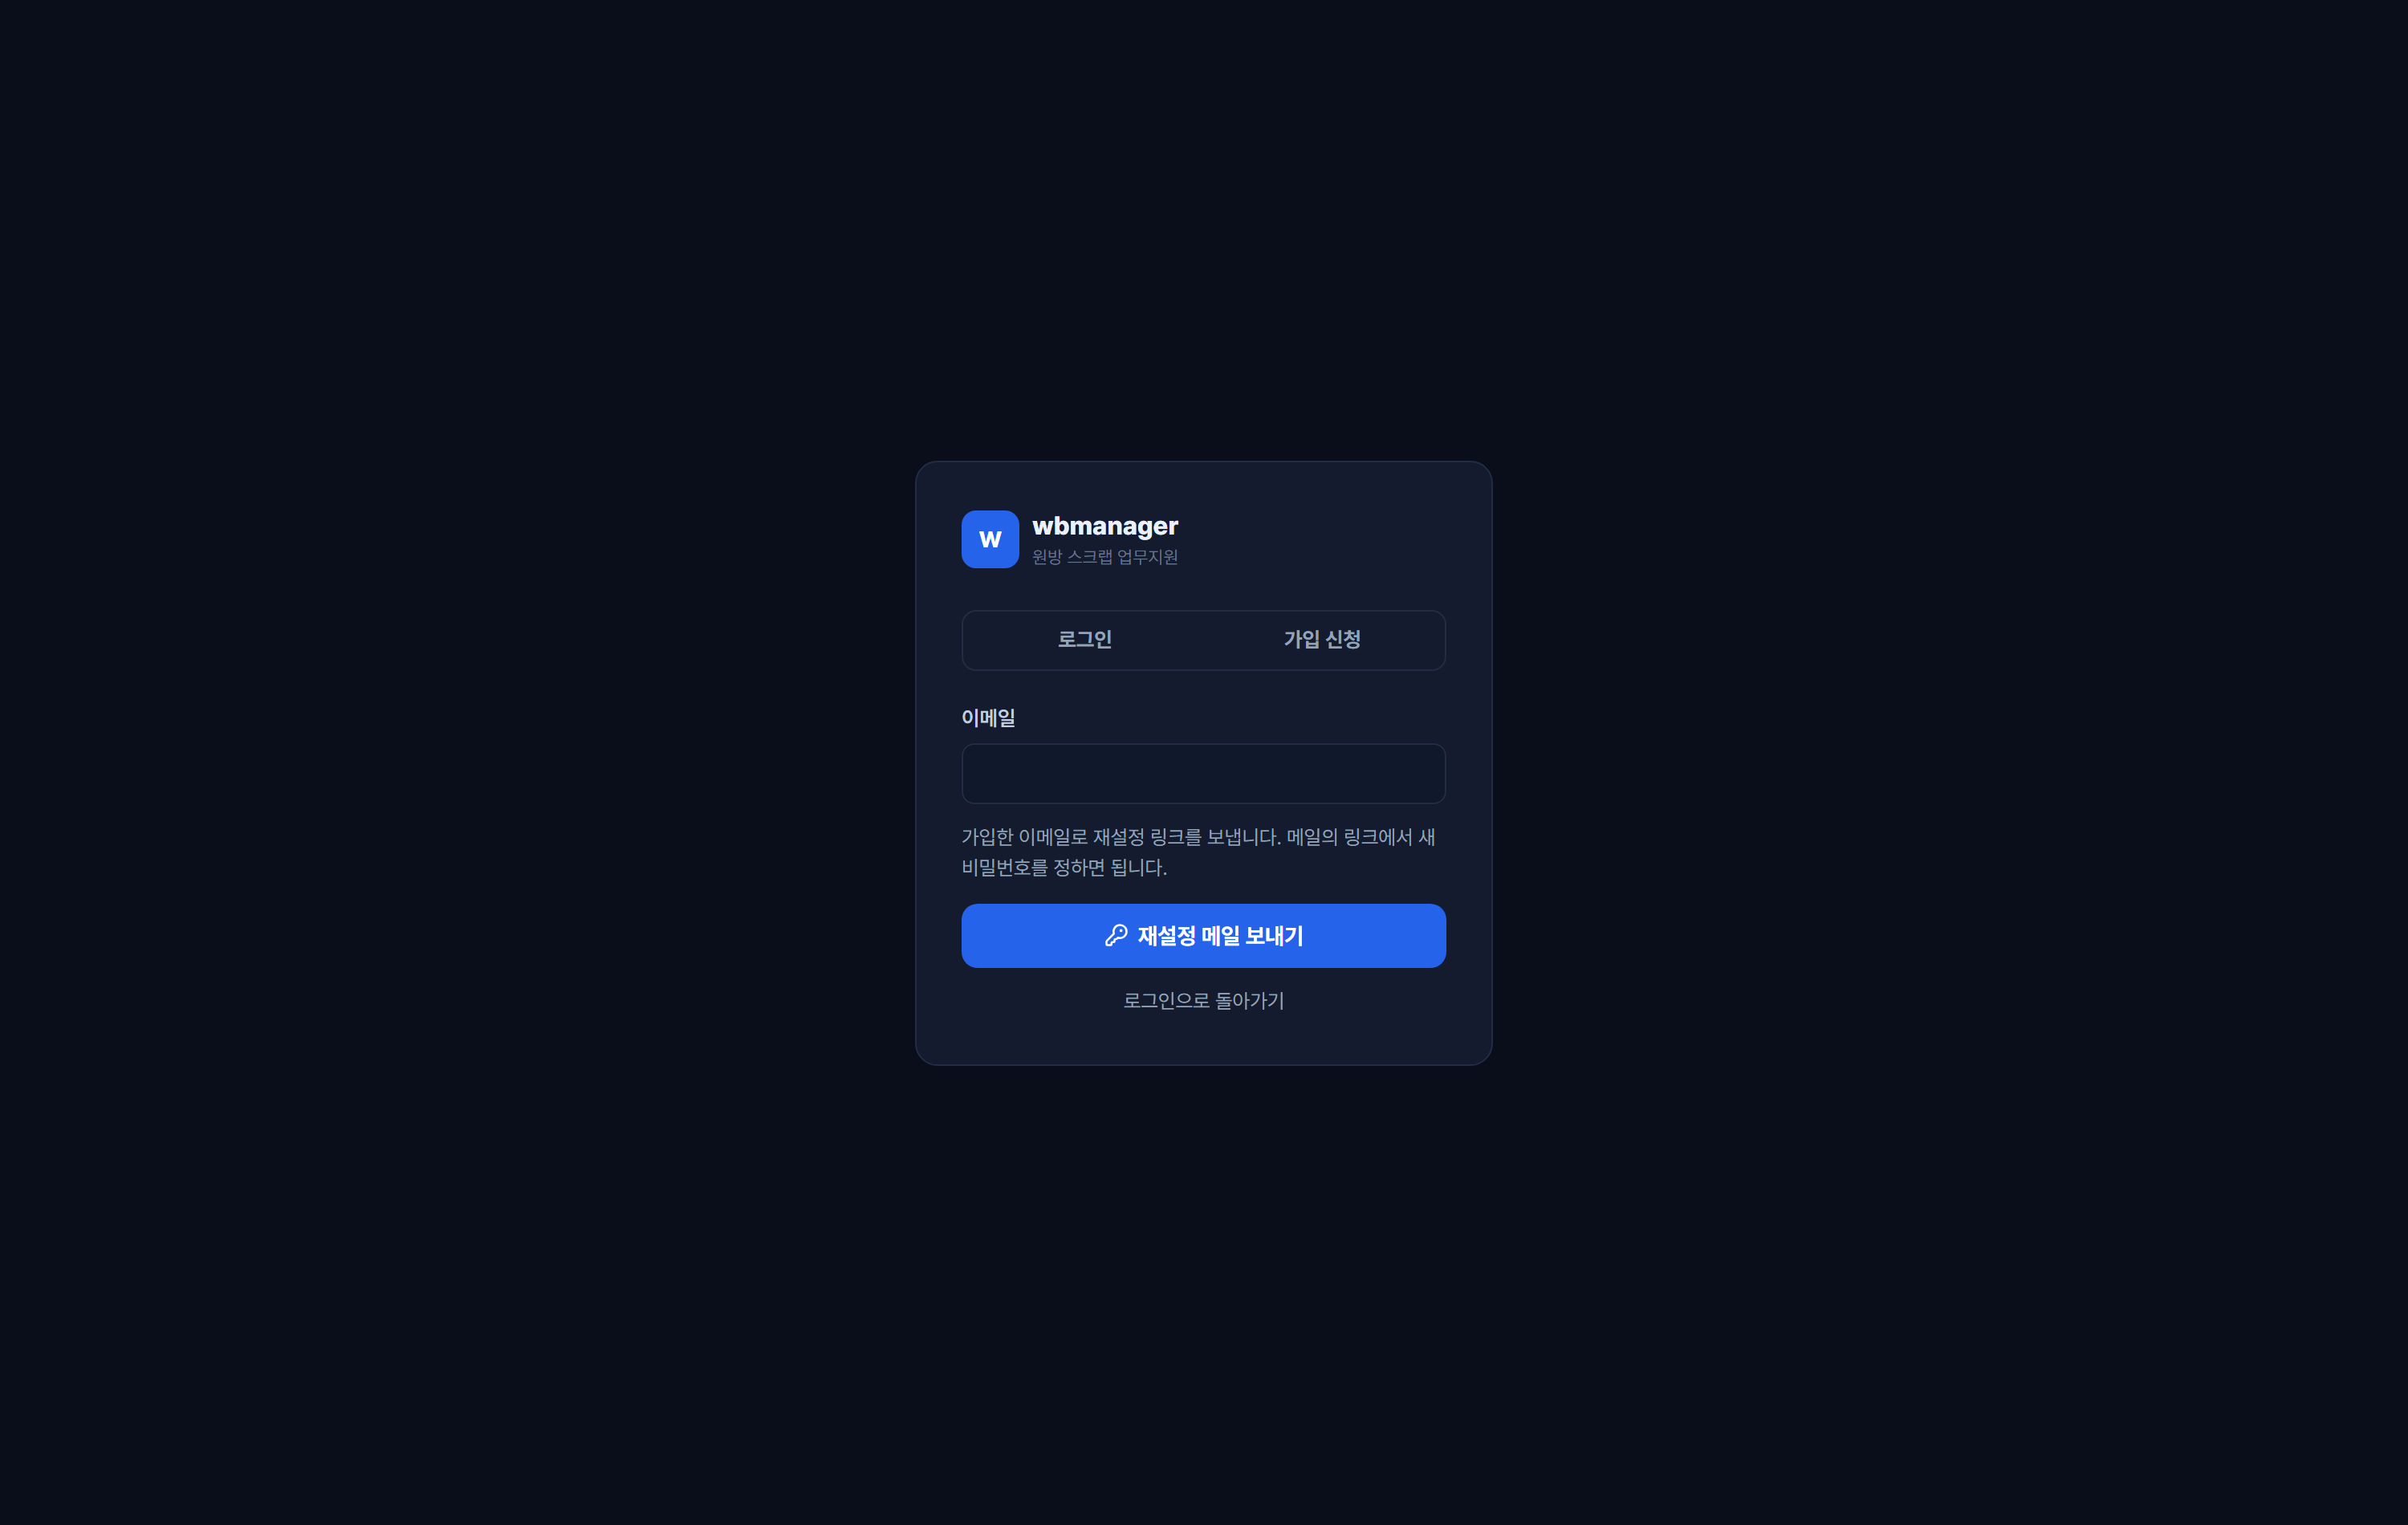 W
wbmanager
원방 스크랩 업무지원
로그인
가입 신청
이메일
가입한 이메일로 재설정 링크를 보냅니다. 메일의 링크에서 새
비밀번호를 정하면 됩니다.
재설정 메일 보내기
로그인으로 돌아가기